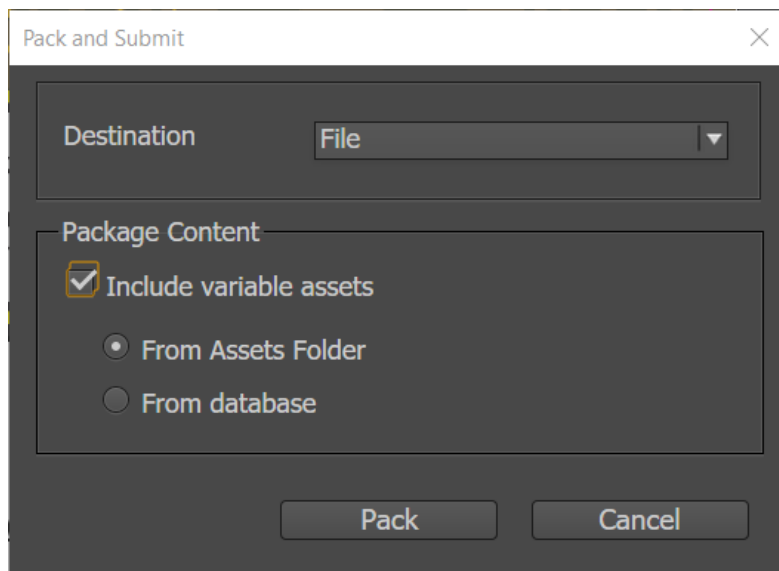 Pack and Submit
Destination
File
Package Content
Include variable assets
From Assets Folder
From database
Pack
Cancel